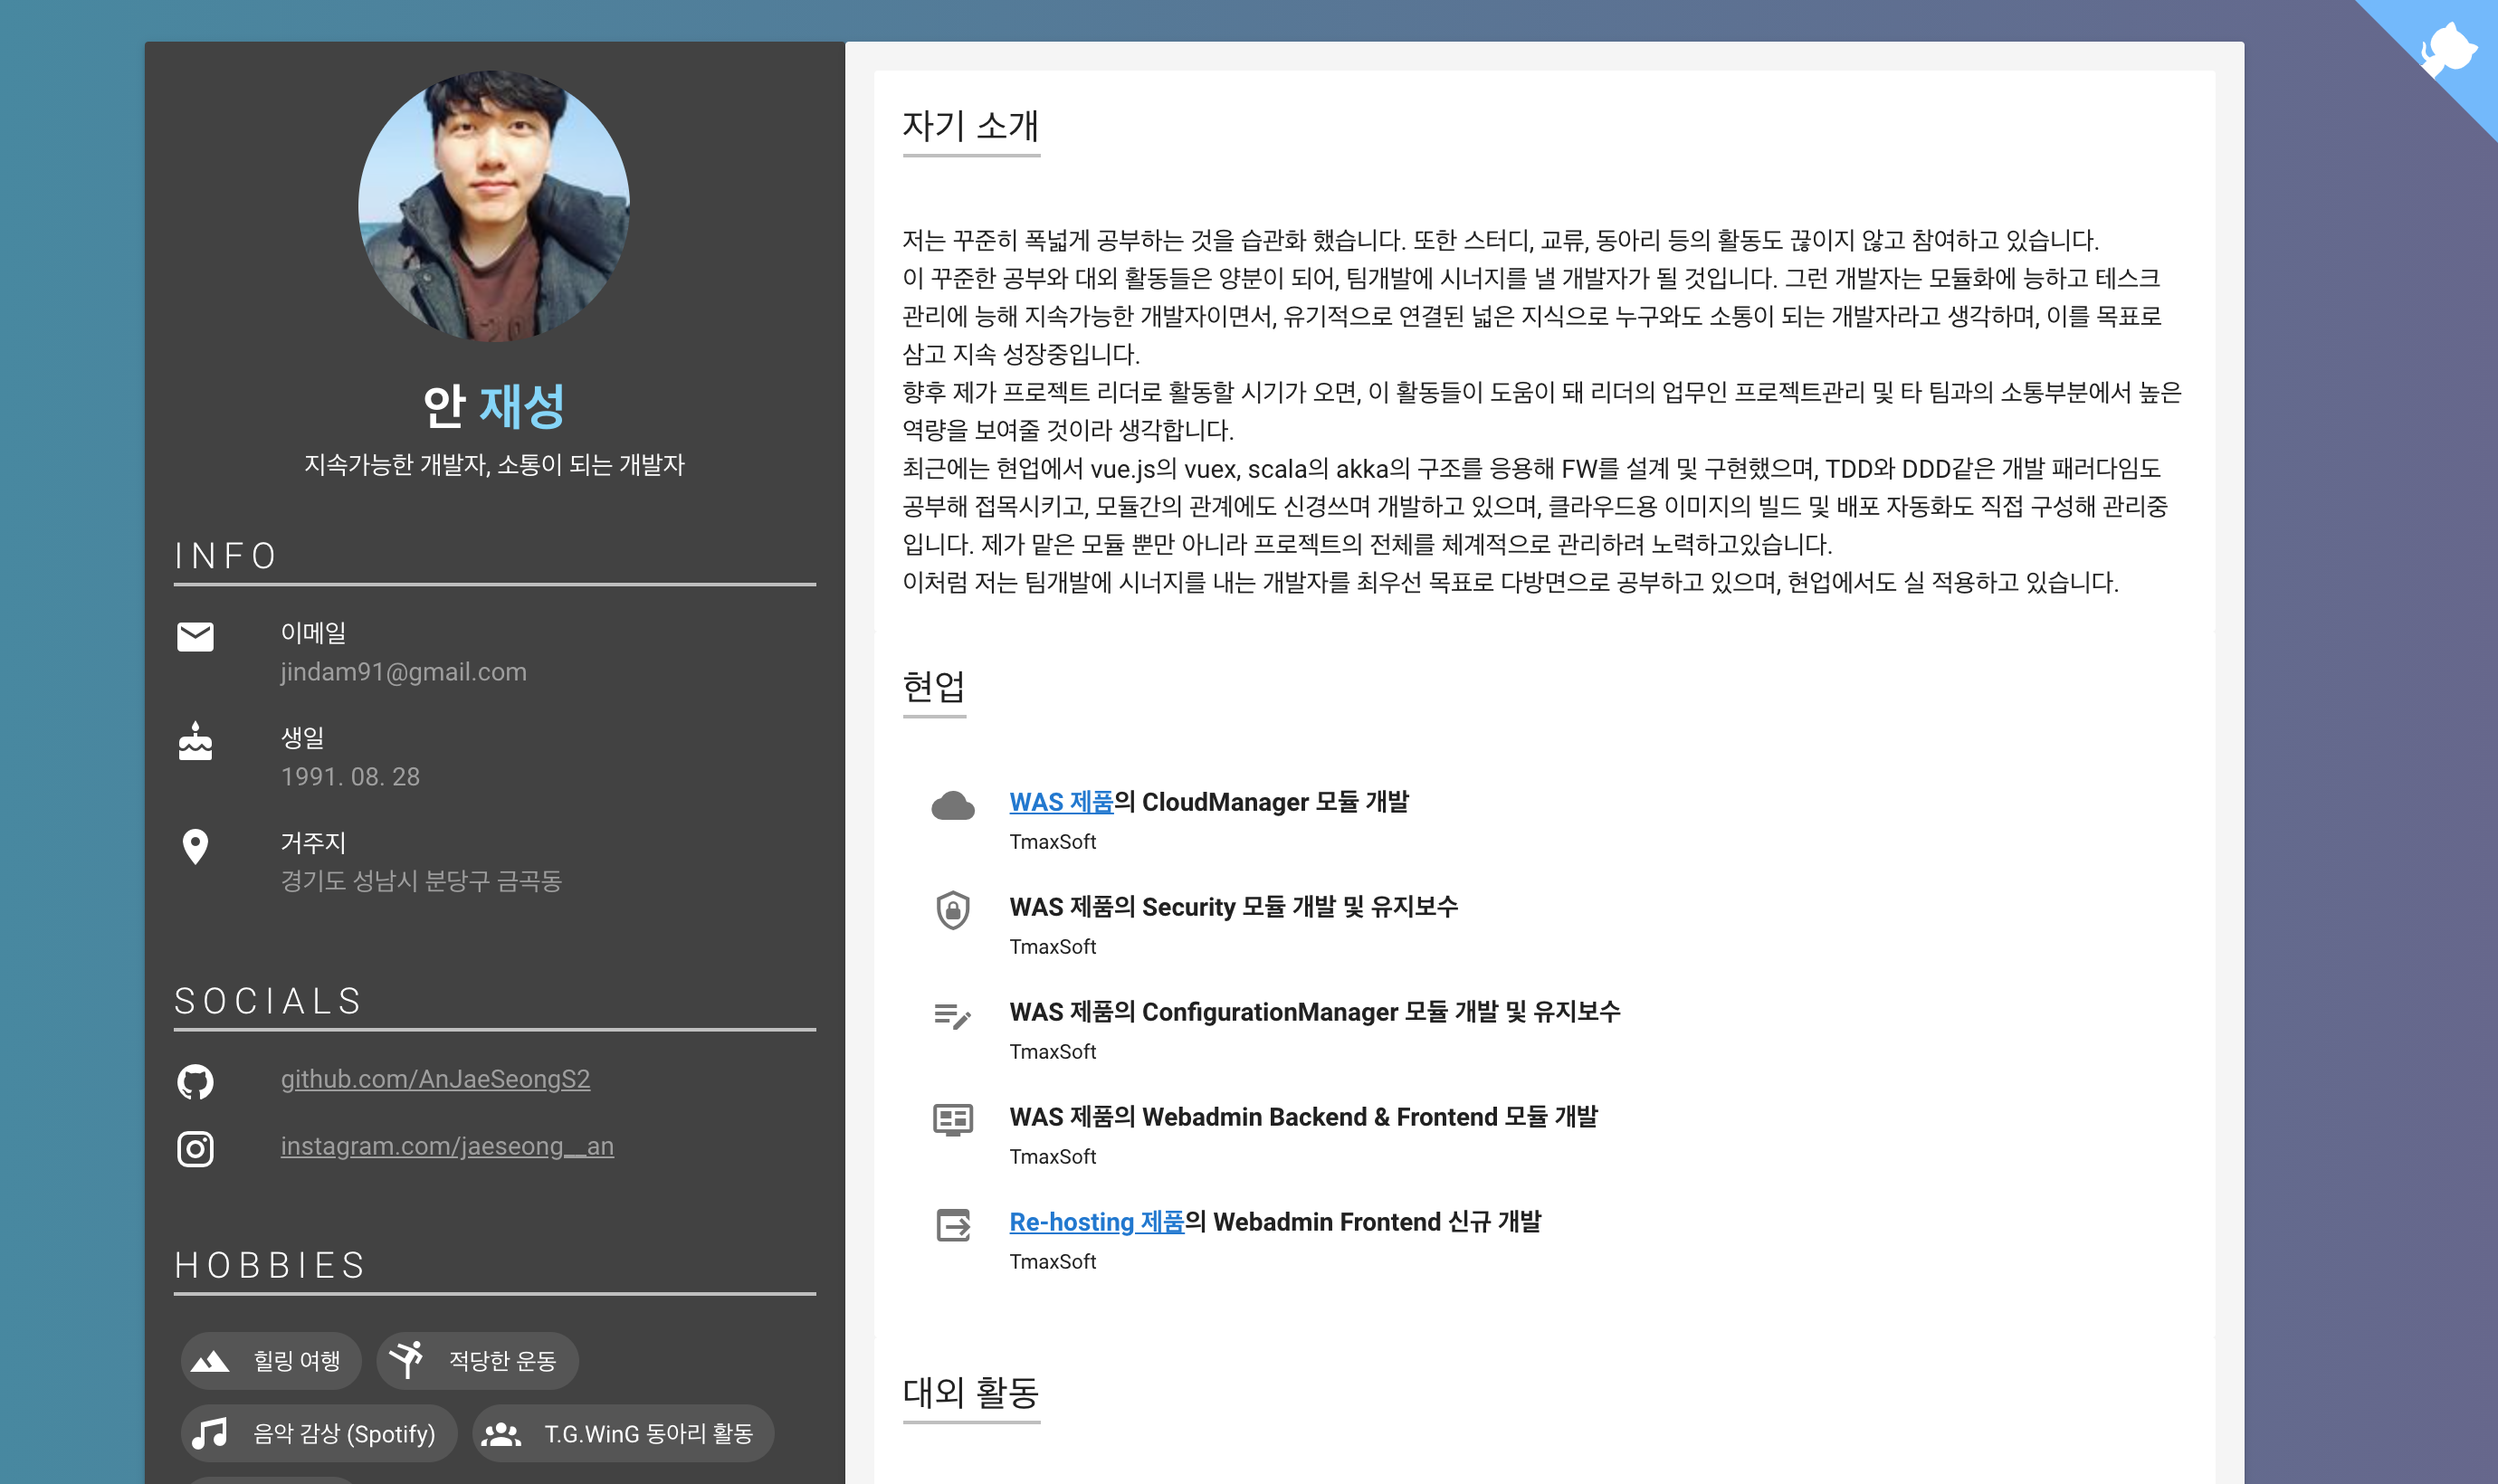 안 재성
지속가능한 개발자, 소통이 되는 개발자
INFO
이메일
jindam91@gmail.com
생일
1991. 08. 28
거주지
경기도 성남시 분당구 금곡동
SOCIALS
github.com/AnJaeSeongS2
instagram.com/jaeseong__an
HOBBIES
힐링 여행
적당한 운동
음악 감상 (Spotify)
T.G.WinG 동아리 활동
자기 소개
저는 꾸준히 폭넓게 공부하는 것을 습관화 했습니다. 또한 스터디, 교류, 동아리 등의 활동도 끊이지 않고 참여하고 있습니다.
이 꾸준한 공부와 대외 활동들은 양분이 되어, 팀개발에 시너지를 낼 개발자가 될 것입니다. 그런 개발자는 모듈화에 능하고 테스크
관리에 능해 지속가능한 개발자이면서, 유기적으로 연결된 넓은 지식으로 누구와도 소통이 되는 개발자라고 생각하며, 이를 목표로
삼고 지속 성장중입니다.
향후 제가 프로젝트 리더로 활동할 시기가 오면, 이 활동들이 도움이 돼 리더의 업무인 프로젝트관리 및 타 팀과의 소통부분에서 높은
역량을 보여줄 것이라 생각합니다.
최근에는 현업에서 vue.js의 vuex, scala의 akka의 구조를 응용해 FW를 설계 및 구현했으며, TDD와 DDD같은 개발 패러다임도
공부해 접목시키고, 모듈간의 관계에도 신경쓰며 개발하고 있으며, 클라우드용 이미지의 빌드 및 배포 자동화도 직접 구성해 관리중
입니다. 제가 맡은 모듈 뿐만 아니라 프로젝트의 전체를 체계적으로 관리하려 노력하고있습니다.
이처럼 저는 팀개발에 시너지를 내는 개발자를 최우선 목표로 다방면으로 공부하고 있으며, 현업에서도 실 적용하고 있습니다.
현업
WAS 제품의 CloudManager 모듈 개발
TmaxSoft
WAS 제품의 Security 모듈 개발 및 유지보수
TmaxSoft
WAS 제품의 ConfigurationManager 모듈 개발 및 유지보수
TmaxSoft
WAS 제품의 Webadmin Backend & Frontend 모듈 개발
TmaxSoft
Re-hosting 제품의 Webadmin Frontend 신규 개발
TmaxSoft
대외 활동